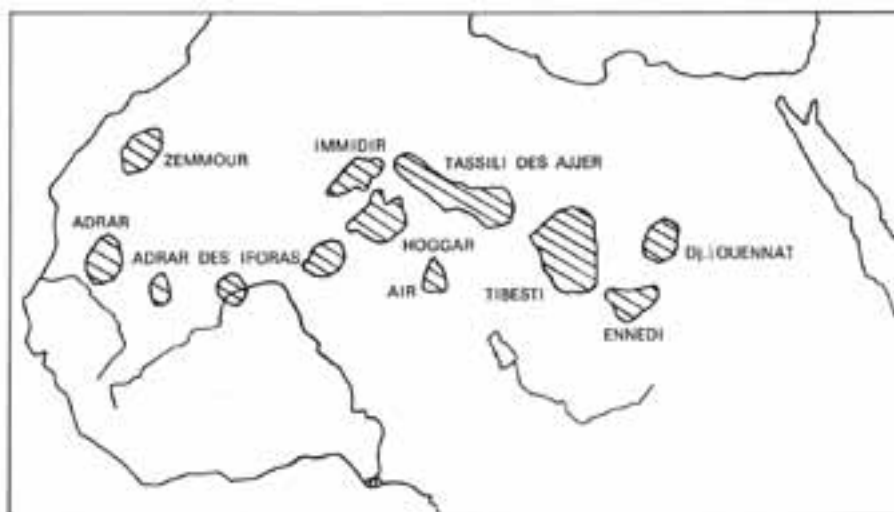 ZEMMOUR
IMMIDIR
TASSILI DES AJJER
ADRAR
ADRAR DES IFORAS
HOGGAR
Dj. OUENNAT
AIR
TIBESTI
ENNEDI